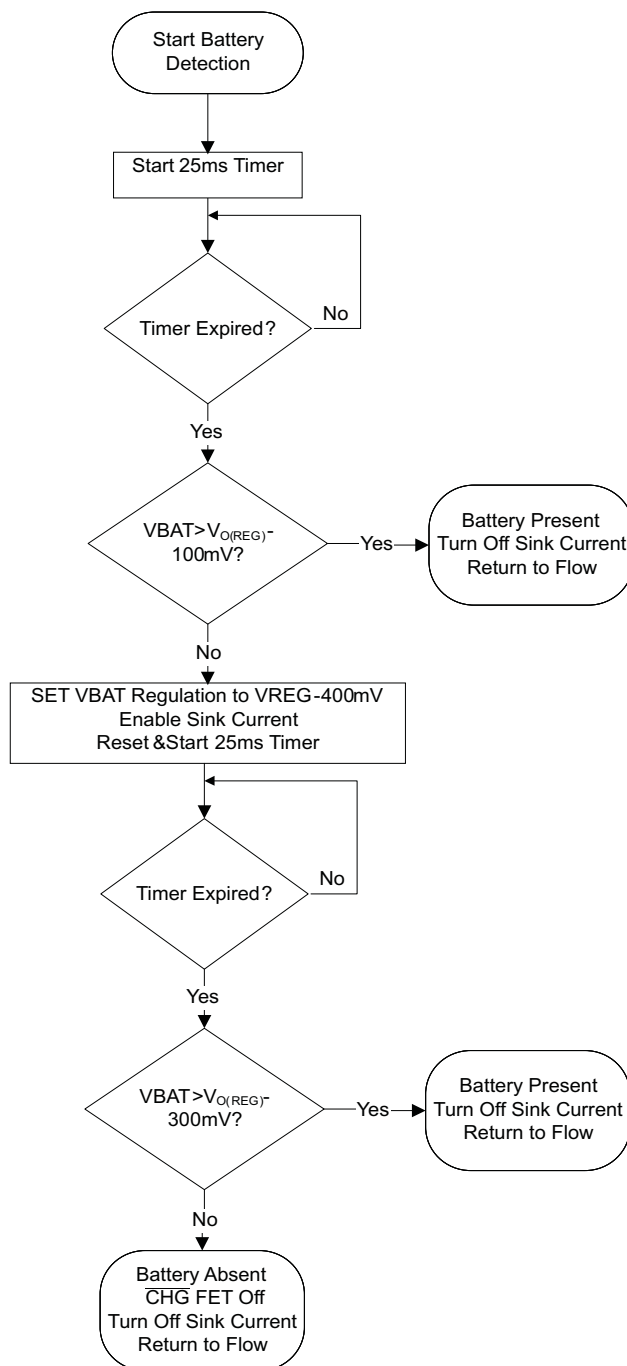 Start Battery
Detection
Start 25ms Timer
No
Timer Expired?
Yes
VBAT>VO(REG)-
100mV?
Yes
Battery Present
Turn Off Sink Current
Return to Flow
No
SET VBAT Regulation to VREG-400mV
Enable Sink Current
Reset &Start 25ms Timer
No
Timer Expired?
Yes
VBAT>VO(REG)-
300mV?
Yes
Battery Present
Turn Off Sink Current
Return to Flow
No
Battery Absent
C̅H̅G̅ FET Off
Turn Off Sink Current
Return to Flow